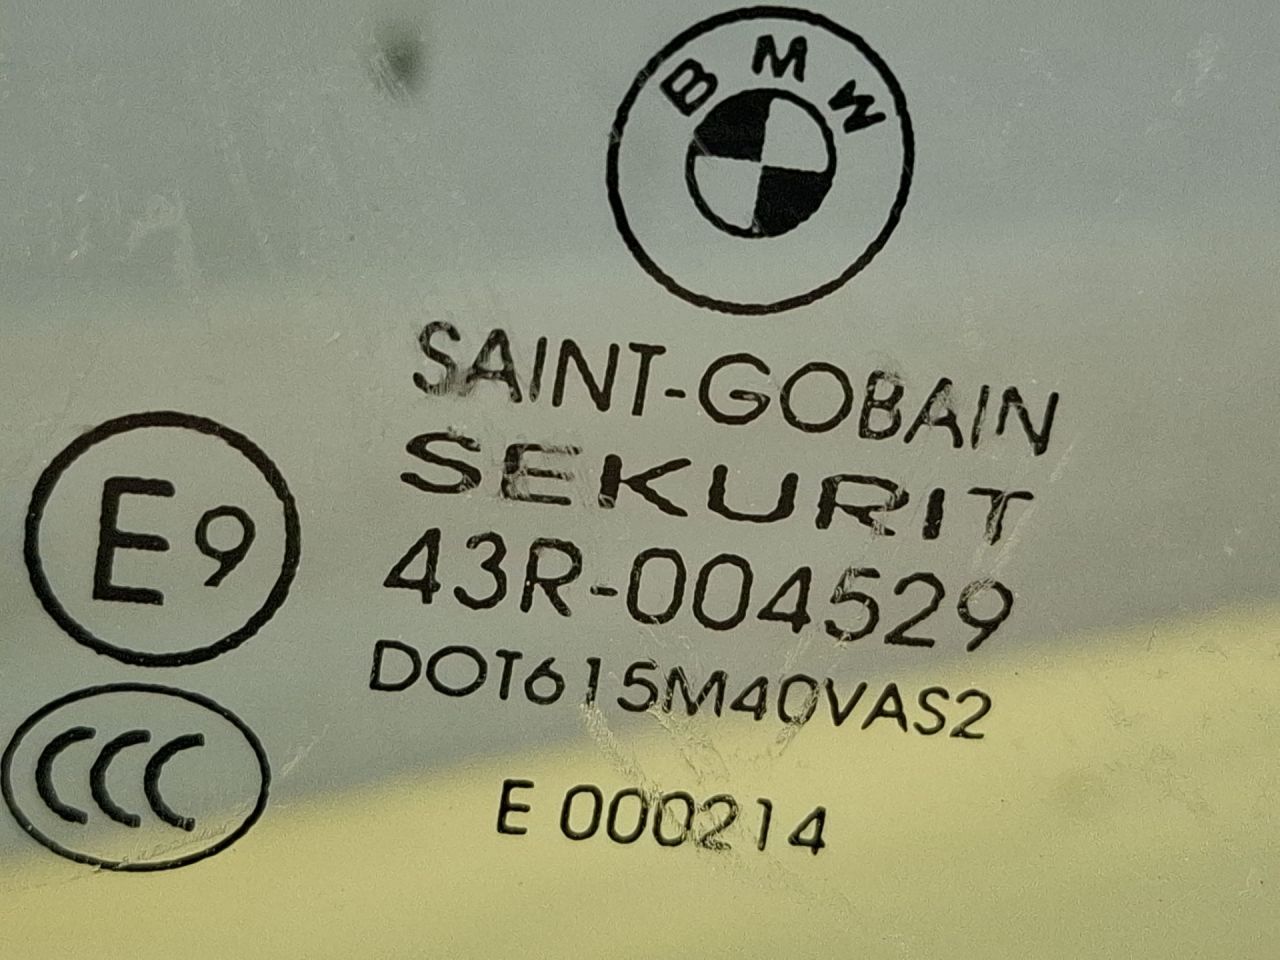 BMW
SAINT-GOBAIN
SEKURIT
E9
43R-004529
DOT615M40VAS2
CCC
E 000214